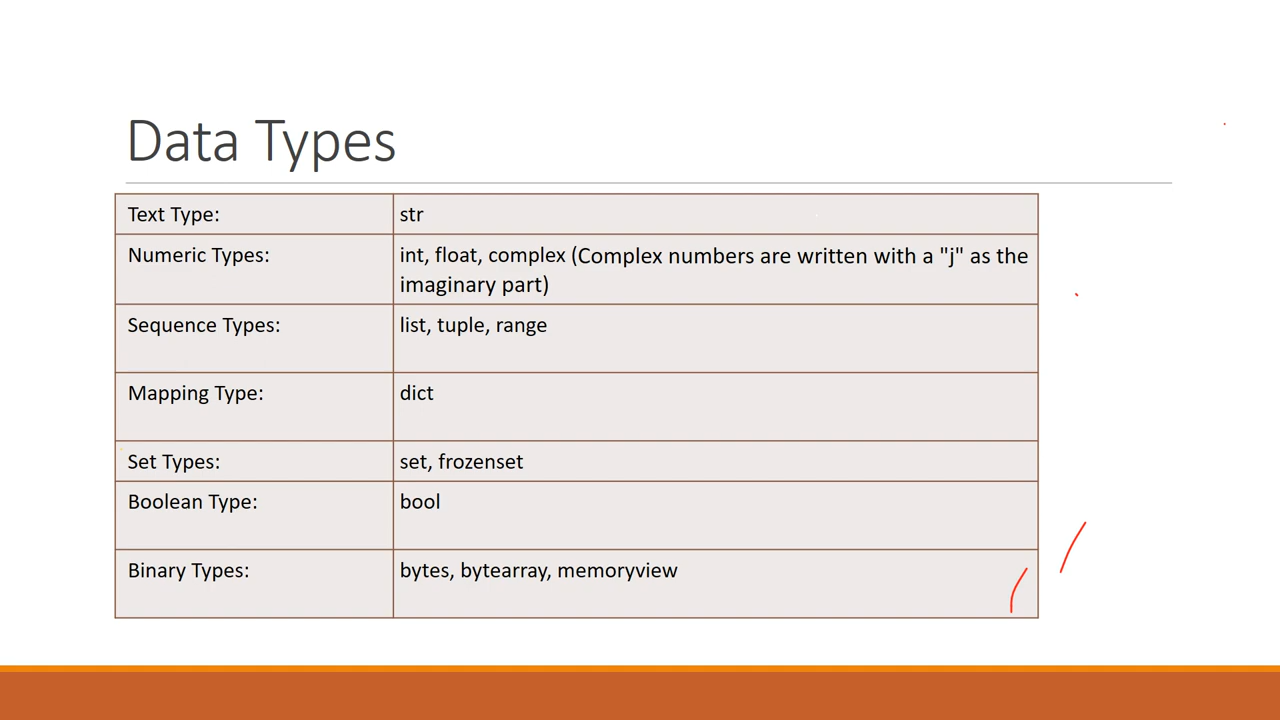 Data Types
Text Type: str
Numeric Types: int, float, complex (Complex numbers are written with a "j" as the
imaginary part)
Sequence Types: list, tuple, range
Mapping Type: dict
Set Types: set, frozenset
Boolean Type: bool
Binary Types: bytes, bytearray, memoryview